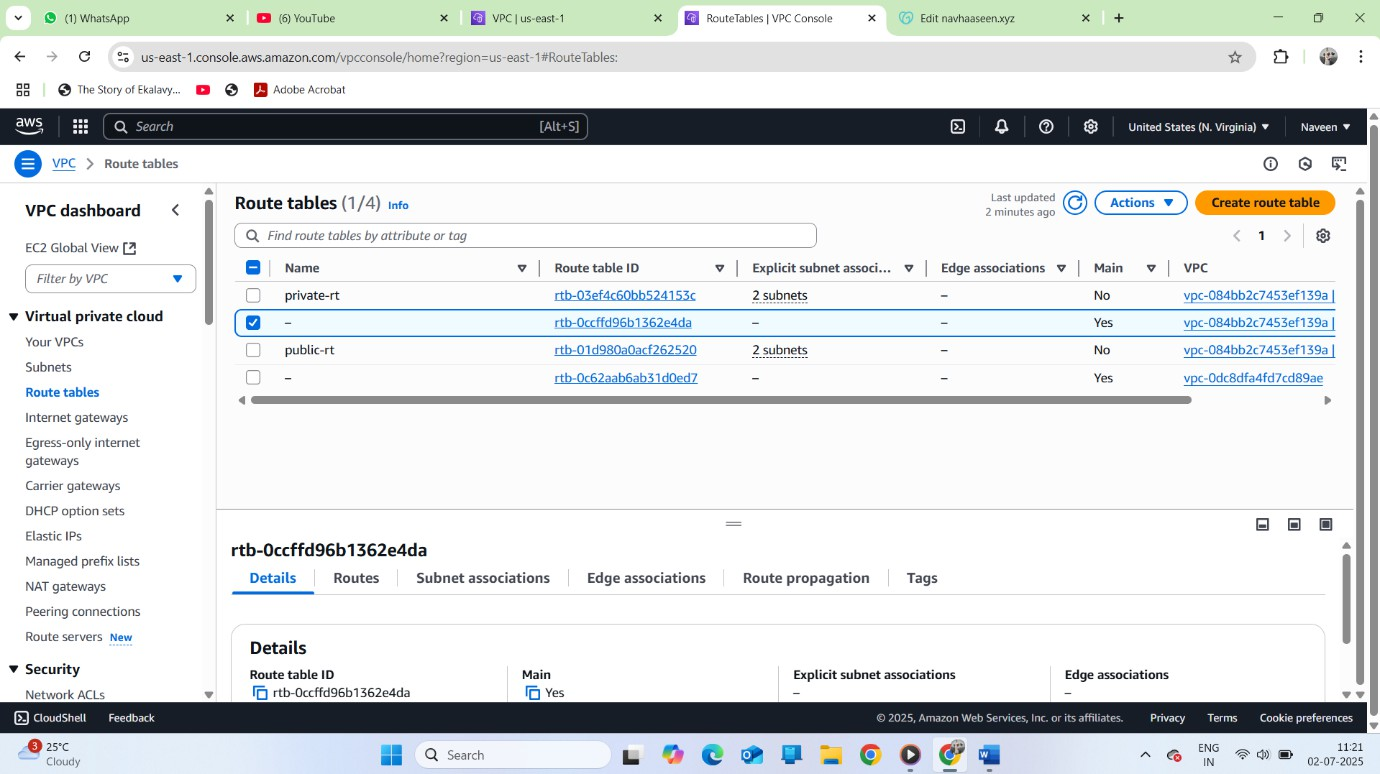 (1) WhatsApp
(6) YouTube
VPC | us-east-1
RouteTables | VPC Console
Edit navhaaseen.xyz
us-east-1.console.aws.amazon.com/vpcconsole/home?region=us-east-1#RouteTables:
The Story of Ekalavy...
Adobe Acrobat
aws
Search [Alt+S]
United States (N. Virginia)
Naveen
VPC
Route tables
VPC dashboard
EC2 Global View
Filter by VPC
Virtual private cloud
Your VPCs
Subnets
Route tables
Internet gateways
Egress-only internet
gateways
Carrier gateways
DHCP option sets
Elastic IPs
Managed prefix lists
NAT gateways
Peering connections
Route servers New
Security
Network ACLs
Route tables (1/4) Info
Last updated
2 minutes ago
Actions
Create route table
Find route tables by attribute or tag
1
Name Route table ID Explicit subnet associ... Edge associations Main VPC
private-rt rtb-03ef4c60bb524153c 2 subnets – No vpc-084bb2c7453ef139a |
– rtb-0ccffd96b1362e4da – – Yes vpc-084bb2c7453ef139a |
public-rt rtb-01d980a0acf262520 2 subnets – No vpc-084bb2c7453ef139a |
– rtb-0c62aab6ab31d0ed7 – – Yes vpc-0dc8dfa4fd7cd89ae
rtb-0ccffd96b1362e4da
Details Routes Subnet associations Edge associations Route propagation Tags
Details
Route table ID Main Explicit subnet associations Edge associations
rtb-0ccffd96b1362e4da Yes – –
CloudShell Feedback
© 2025, Amazon Web Services, Inc. or its affiliates. Privacy Terms Cookie preferences
3
25°C
Cloudy
Search
ENG
IN
11:21
02-07-2025